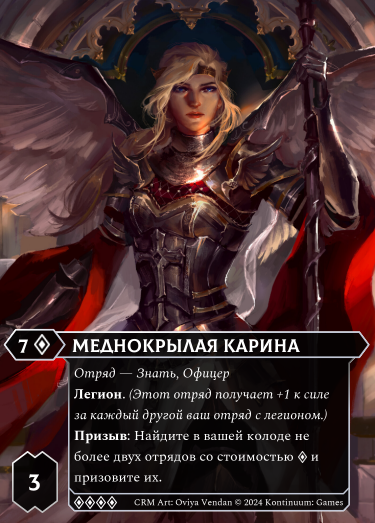 7 МЕДНОКРЫЛАЯ КАРИНА
Отряд — Знать, Офицер
Легион. (Этот отряд получает +1 к силе
за каждый другой ваш отряд с легионом.)
Призыв: Найдите в вашей колоде не
более двух отрядов со стоимостью и
призовите их.
3
CRM Art: Oviya Vendan © 2024 Kontinuum: Games